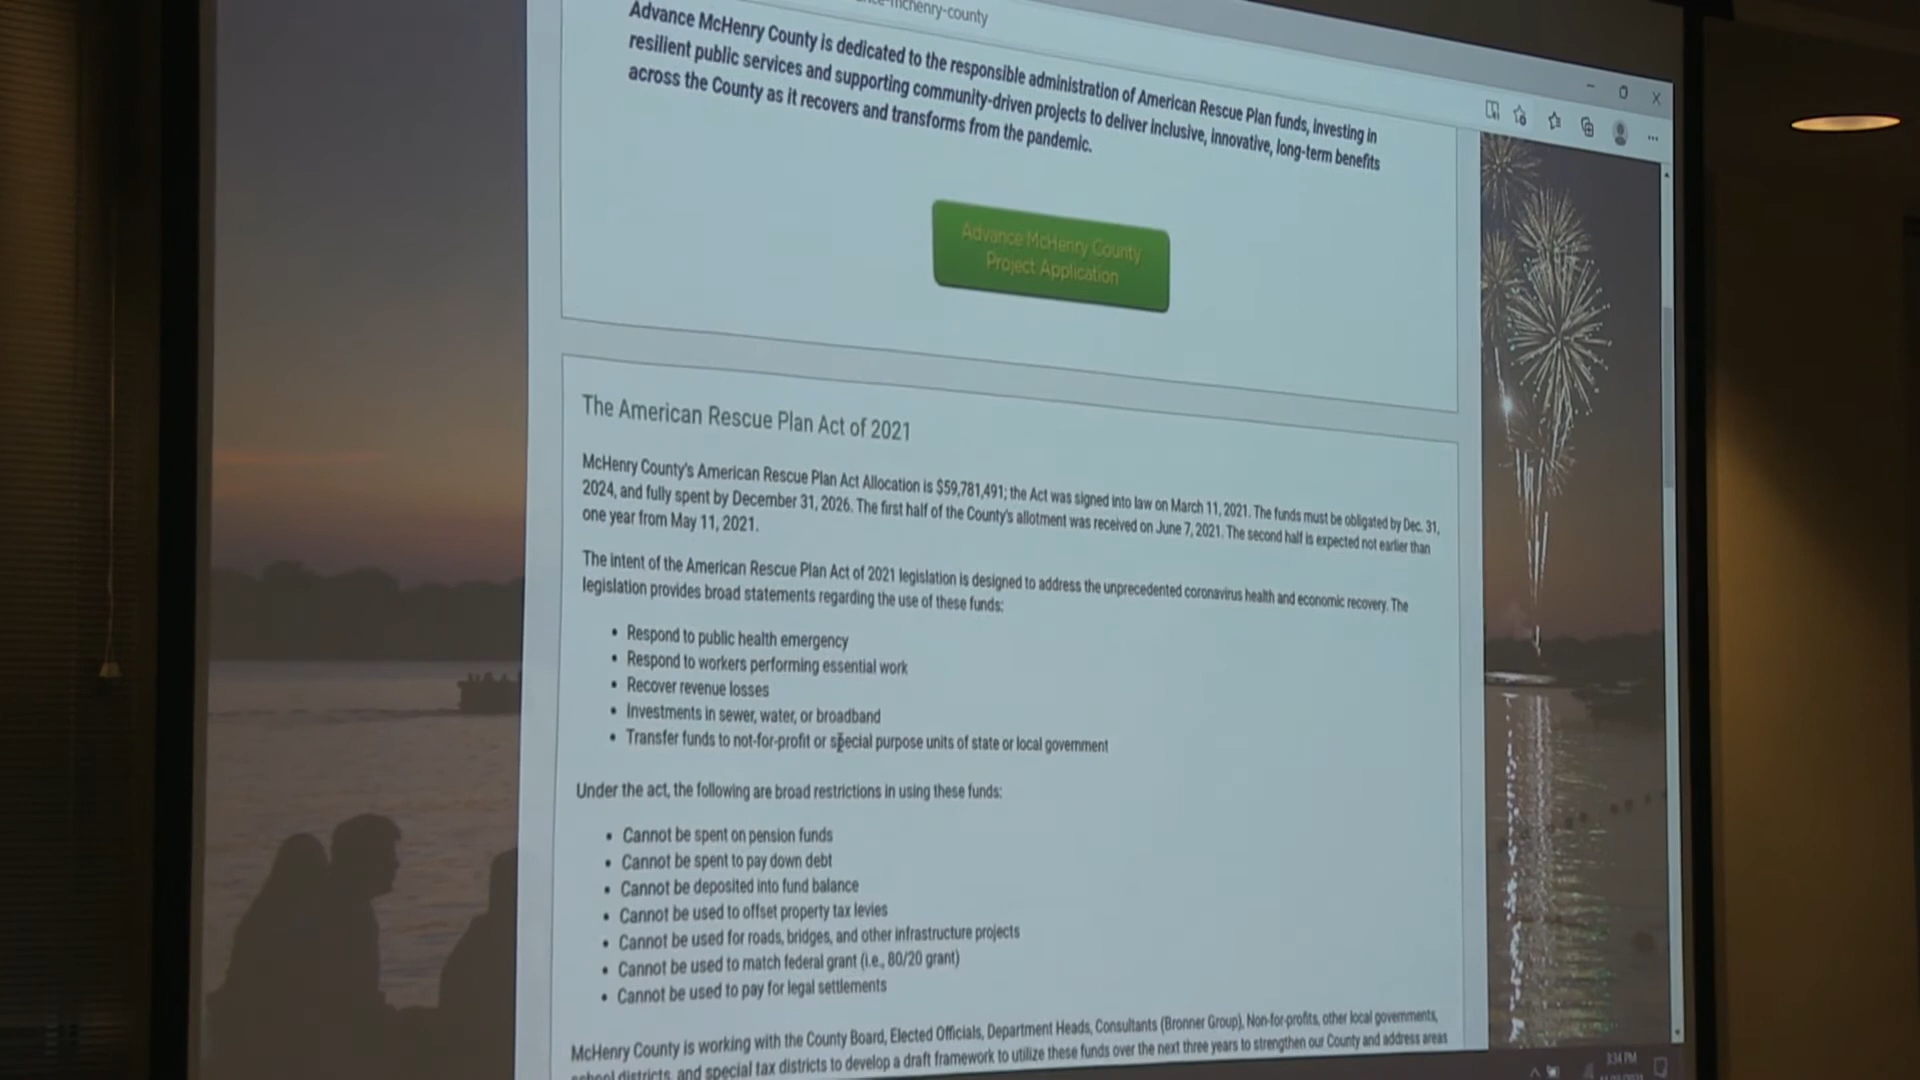 mchenry-county
Advance McHenry County is dedicated to the responsible administration of American Rescue Plan funds, investing in
resilient public services and supporting community-driven projects to deliver inclusive, innovative, long-term benefits
across the County as it recovers and transforms from the pandemic.
Advance McHenry County
Project Application
The American Rescue Plan Act of 2021
McHenry County's American Rescue Plan Act Allocation is $59,781,491; the Act was signed into law on March 11, 2021. The funds must be obligated by Dec. 31,
2024, and fully spent by December 31, 2026. The first half of the County's allotment was received on June 7, 2021. The second half is expected not earlier than
one year from May 11, 2021.
The intent of the American Rescue Plan Act of 2021 legislation is designed to address the unprecedented coronavirus health and economic recovery. The
legislation provides broad statements regarding the use of these funds:
• Respond to public health emergency
• Respond to workers performing essential work
• Recover revenue losses
• Investments in sewer, water, or broadband
• Transfer funds to not-for-profit or special purpose units of state or local government
Under the act, the following are broad restrictions in using these funds:
• Cannot be spent on pension funds
• Cannot be spent to pay down debt
• Cannot be deposited into fund balance
• Cannot be used to offset property tax levies
• Cannot be used for roads, bridges, and other infrastructure projects
• Cannot be used to match federal grant (i.e., 80/20 grant)
• Cannot be used to pay for legal settlements
McHenry County is working with the County Board, Elected Officials, Department Heads, Consultants (Bronner Group), Non-for-profits, other local governments,
school districts, and special tax districts to develop a draft framework to utilize these funds over the next three years to strengthen our County and address areas
3:34 PM